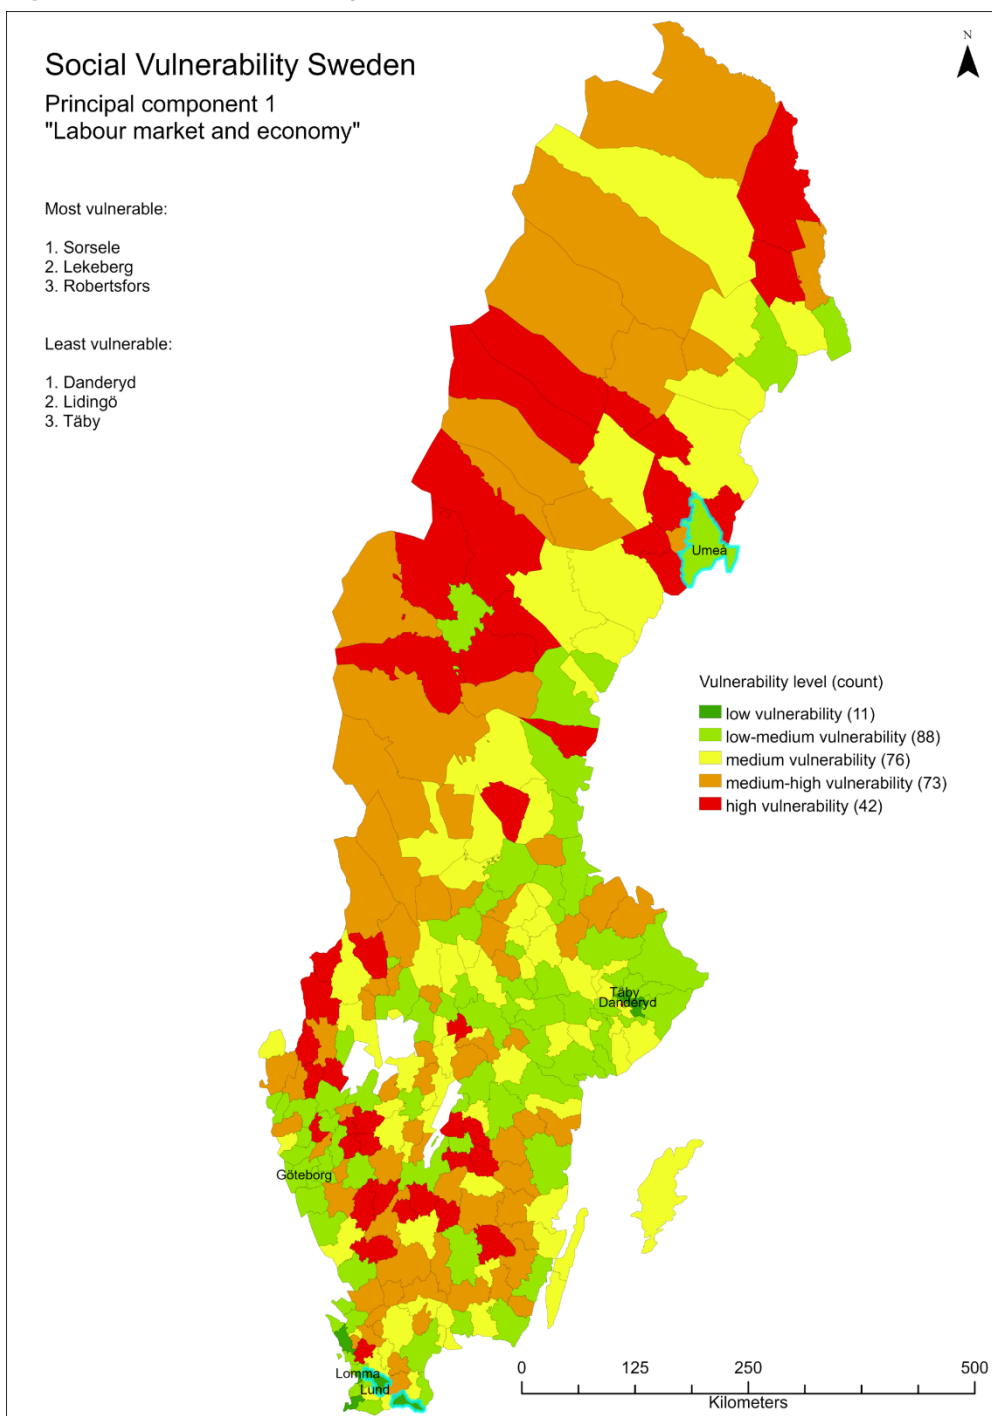 N
Social Vulnerability Sweden
Principal component 1
"Labour market and economy"
Most vulnerable:
1. Sorsele
2. Lekeberg
3. Robertsfors
Least vulnerable:
1. Danderyd
2. Lidingö
3. Täby
Umeå
Vulnerability level (count)
low vulnerability (11)
low-medium vulnerability (88)
medium vulnerability (76)
medium-high vulnerability (73)
high vulnerability (42)
Täby
Danderyd
Göteborg
Lomma
Lund
0 125 250 500
Kilometers